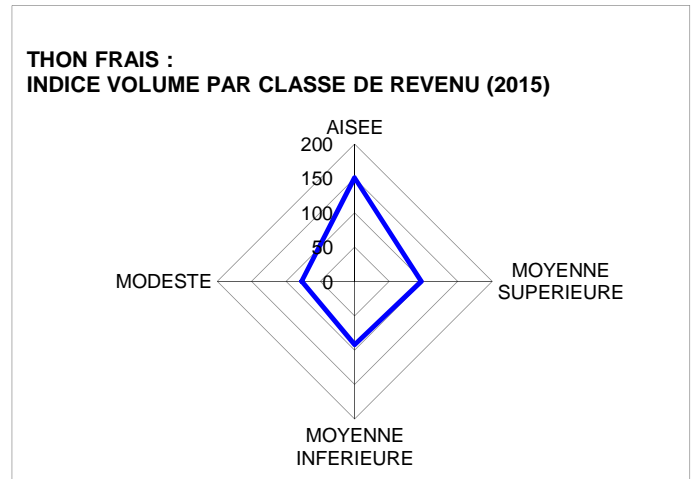 THON FRAIS :
INDICE VOLUME PAR CLASSE DE REVENU (2015)
AISEE
200
150
100
50
0
MODESTE
MOYENNE
SUPERIEURE
MOYENNE
INFERIEURE